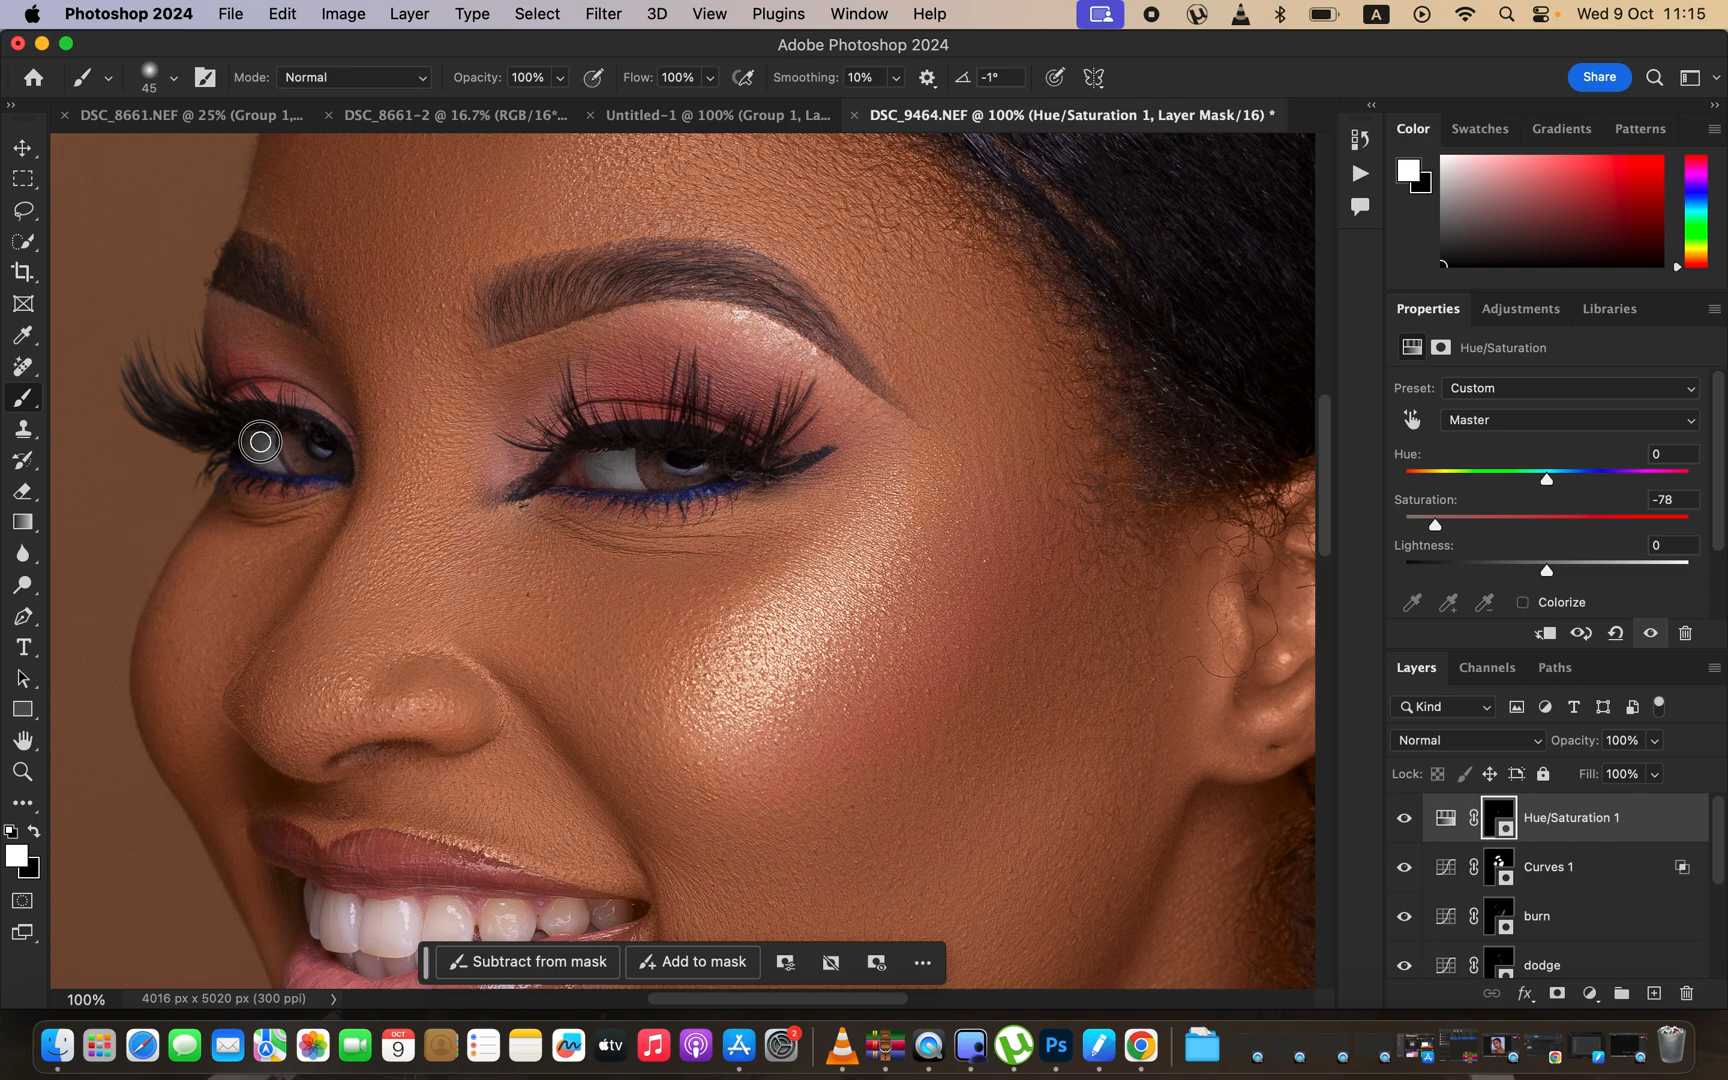 Photoshop 2024 File Edit Image Layer Type Select Filter 3D View Plugins Window Help A Wed 9 Oct 11:15
Adobe Photoshop 2024
45 Mode: Normal Opacity: 100% Flow: 100% Smoothing: 10% -1° Share
DSC_8661.NEF @ 25% (Group 1,... DSC_8661-2 @ 16.7% (RGB/16*... Untitled-1 @ 100% (Group 1, La... DSC_9464.NEF @ 100% (Hue/Saturation 1, Layer Mask/16) *
Color Swatches Gradients Patterns
Properties Adjustments Libraries
Hue/Saturation
Preset: Custom
Master
Hue: 0
Saturation: -78
Lightness: 0
Colorize
Layers Channels Paths
Kind
Normal Opacity: 100%
Lock: Fill: 100%
Hue/Saturation 1
Curves 1
burn
dodge
Subtract from mask Add to mask
100% 4016 px x 5020 px (300 ppi)
OCT
9
tv
2
Ps